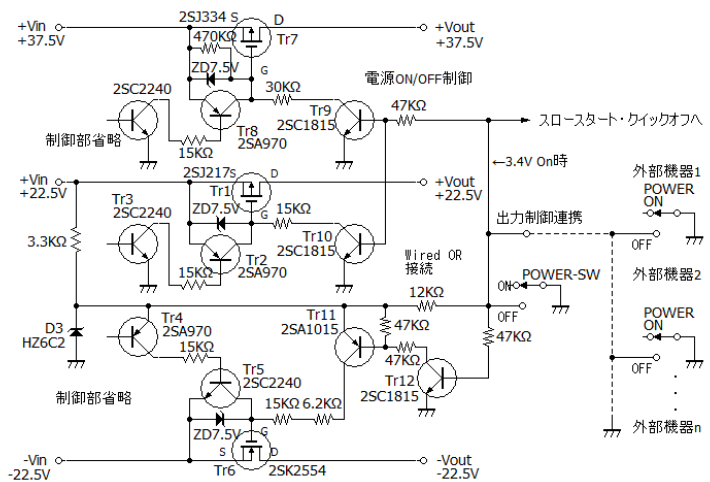 +Vin
+37.5V
2SJ334 S D
470KΩ
Tr7
+Vout
+37.5V
ZD7.5V
G
2SC2240
30KΩ
電源ON/OFF制御
Tr9
2SC1815
47KΩ
スロースタート・クイックオフへ
制御部省略
Tr8
2SA970
15KΩ
←3.4V On時
+Vin
+22.5V
2SJ217 S D
Tr1
+Vout
+22.5V
外部機器1
POWER
ON
OFF
Tr3
2SC2240
ZD7.5V
G
15KΩ
Tr10
2SC1815
出力制御連携
3.3KΩ
Tr2
2SA970
15KΩ
Wired OR
接続
外部機器2
ON
POWER-SW
OFF
12KΩ
POWER
ON
OFF
D3
HZ6C2
Tr4
2SA970
15KΩ
Tr11
2SA1015
47KΩ
47KΩ
47KΩ
Tr5
2SC2240
Tr12
2SC1815
制御部省略
15KΩ
6.2KΩ
ZD7.5V
G
外部機器n
-Vin
-22.5V
S
D
Tr6
2SK2554
-Vout
-22.5V